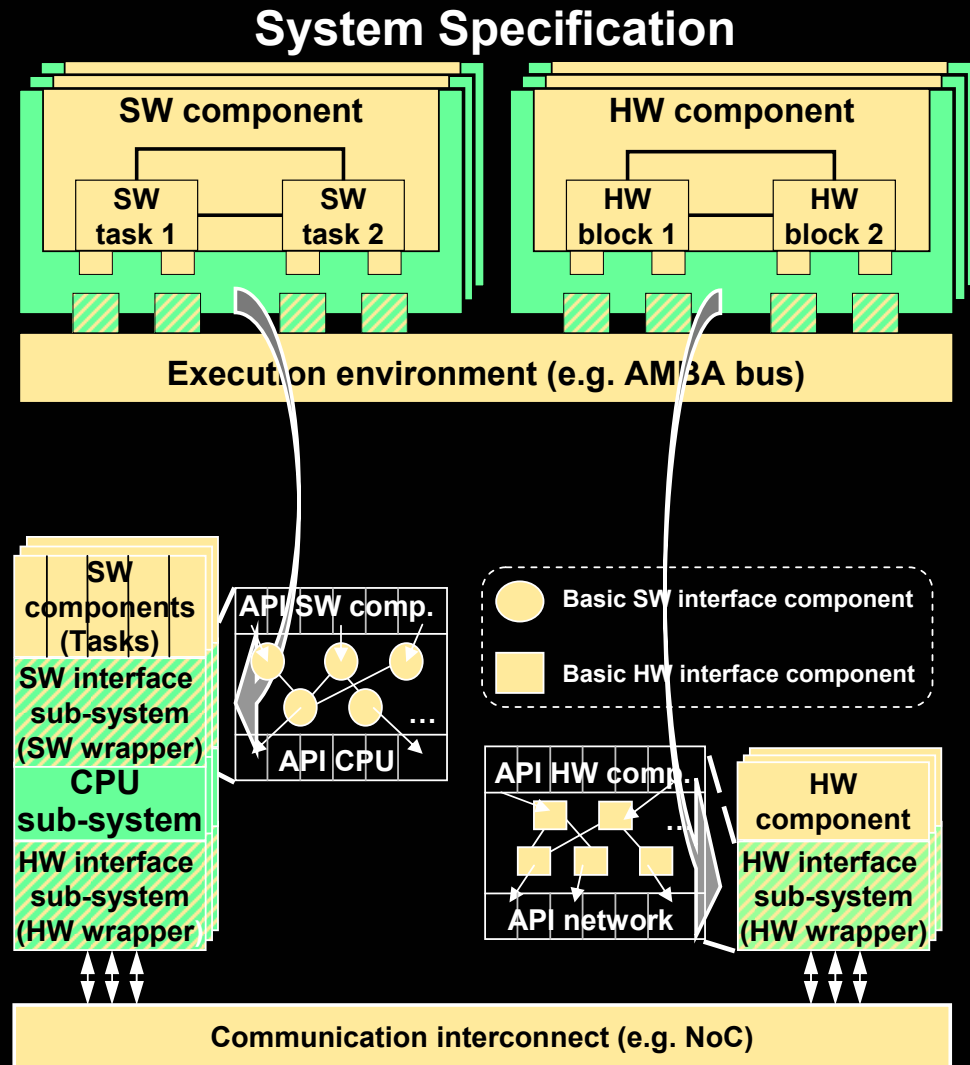 System Specification
SW component
HW component
SW
task 1
SW
task 2
HW
block 1
HW
block 2
Execution environment (e.g. AMBA bus)
SW
components
(Tasks)
SW interface
sub-system
(SW wrapper)
CPU
sub-system
HW interface
sub-system
(HW wrapper)
API SW comp.
...
API CPU
Basic SW interface component
Basic HW interface component
API HW comp.
...
API network
HW
component
HW interface
sub-system
(HW wrapper)
Communication interconnect (e.g. NoC)